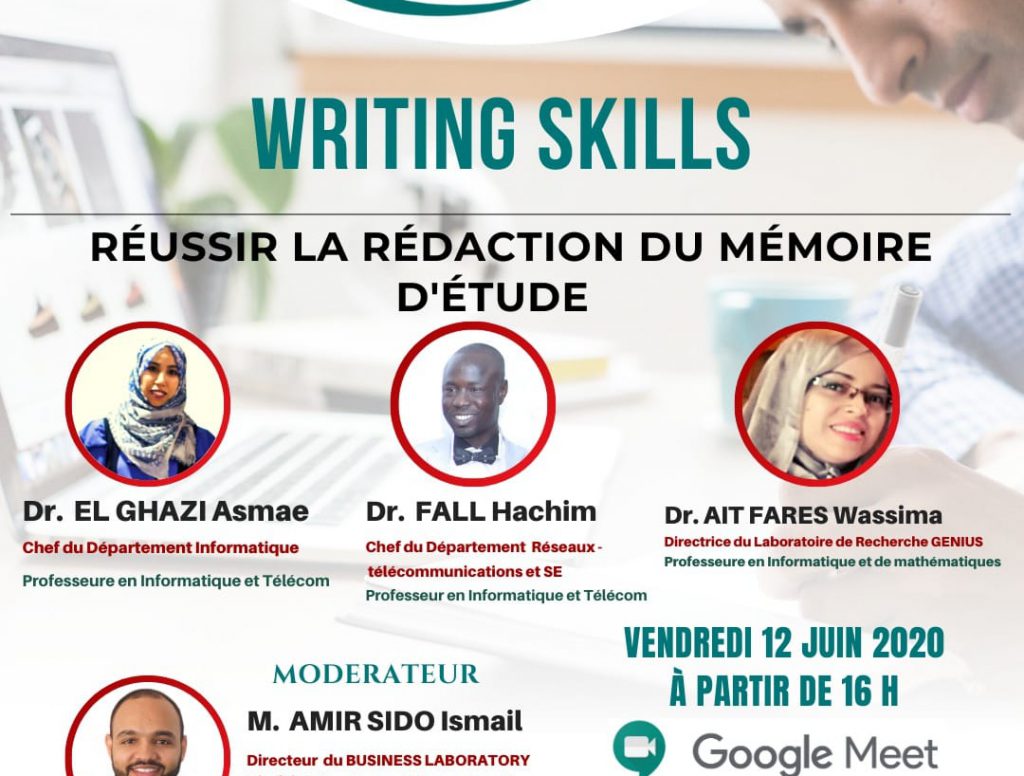 WRITING SKILLS
RÉUSSIR LA RÉDACTION DU MÉMOIRE
D'ÉTUDE
Dr. EL GHAZI Asmae
Chef du Département Informatique
Professeure en Informatique et Télécom
Dr. FALL Hachim
Chef du Département Réseaux -
télécommunications et SE
Professeur en Informatique et Télécom
Dr. AIT FARES Wassima
Directrice du Laboratoire de Recherche GENIUS
Professeure en Informatique et de mathématiques
VENDREDI 12 JUIN 2020
À PARTIR DE 16 H
MODERATEUR
M. AMIR SIDO Ismail
Directeur du BUSINESS LABORATORY
Google Meet